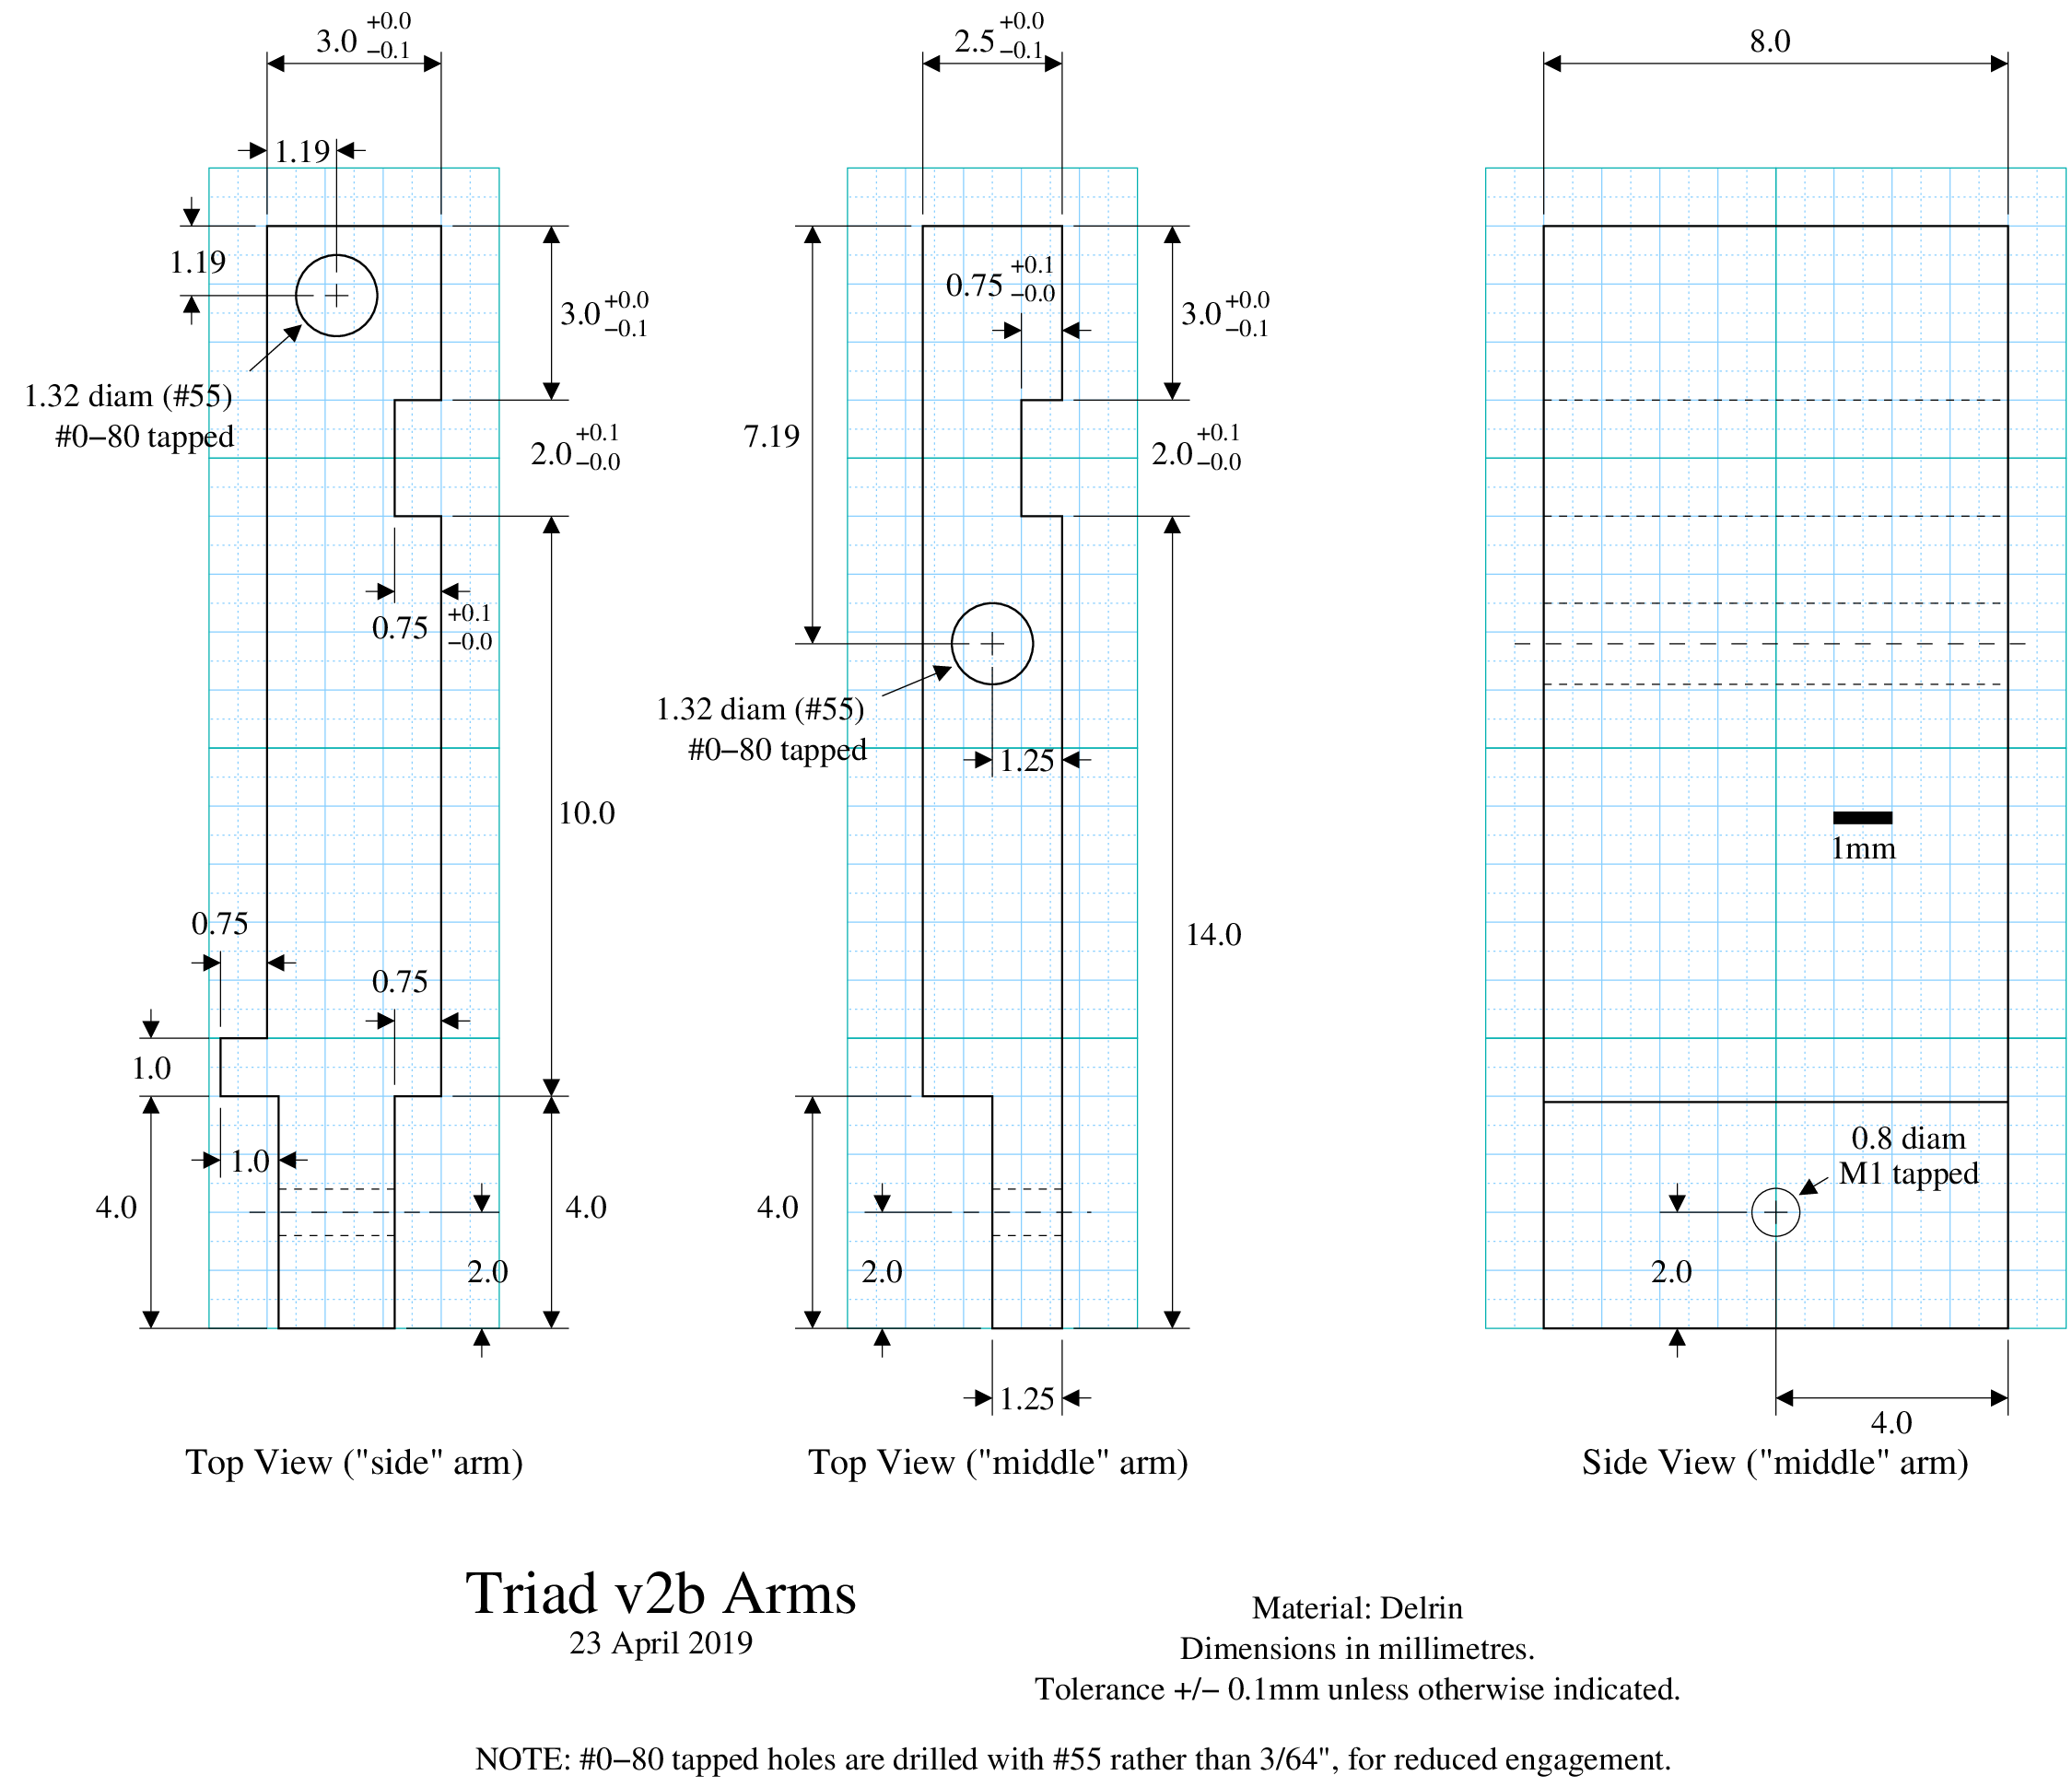 3.0 +0.0 −0.1
2.5 +0.0 −0.1
8.0
1.19
1.19
3.0 +0.0 −0.1
0.75 +0.1 −0.0
3.0 +0.0 −0.1
1.32 diam (#55)
#0−80 tapped
2.0 +0.1 −0.0
7.19
2.0 +0.1 −0.0
0.75 +0.1 −0.0
1.32 diam (#55)
#0−80 tapped
1.25
10.0
1mm
0.75
0.75
14.0
1.0
1.0
4.0
4.0
2.0
4.0
2.0
0.8 diam
M1 tapped
2.0
1.25
4.0
Top View ("side" arm)
Top View ("middle" arm)
Side View ("middle" arm)
Triad v2b Arms
23 April 2019
Material: Delrin
Dimensions in millimetres.
Tolerance +/− 0.1mm unless otherwise indicated.
NOTE: #0−80 tapped holes are drilled with #55 rather than 3/64", for reduced engagement.